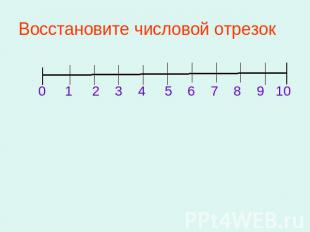 Восстановите числовой отрезок
0 1 2 3 4 5 6 7 8 9 10
PPt4WEB.ru